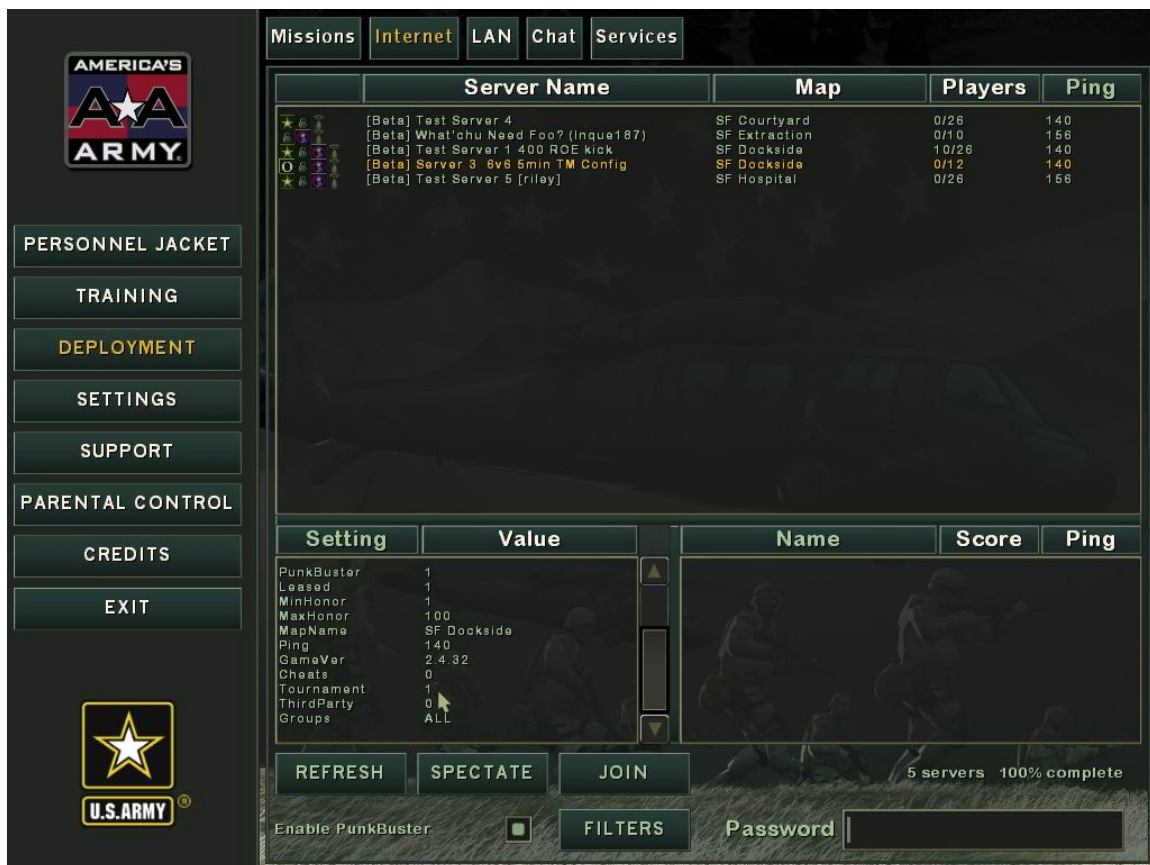 AMERICA'S
AA
ARMY®
Missions Internet LAN Chat Services
Server Name Map Players Ping
[Beta] Test Server 4 SF Courtyard 0/26 140
[Beta] What'chu Need Foo? (Inque187) SF Extraction 0/10 156
[Beta] Test Server 1 400 ROE kick SF Dockside 10/26 140
[Beta] Server 3 6v6 5min TM Config SF Dockside 0/12 140
[Beta] Test Server 5 [riley] SF Hospital 0/26 156
PERSONNEL JACKET
TRAINING
DEPLOYMENT
SETTINGS
SUPPORT
PARENTAL CONTROL
CREDITS
EXIT
Setting Value
PunkBuster 1
Leased 1
MinHonor 1
MaxHonor 100
MapName SF Dockside
Ping 140
GameVer 2.4.32
Cheats 0
Tournament 1
ThirdParty 0
Groups ALL
Name Score Ping
REFRESH SPECTATE JOIN
5 servers 100% complete
Enable PunkBuster FILTERS Password
U.S.ARMY ®